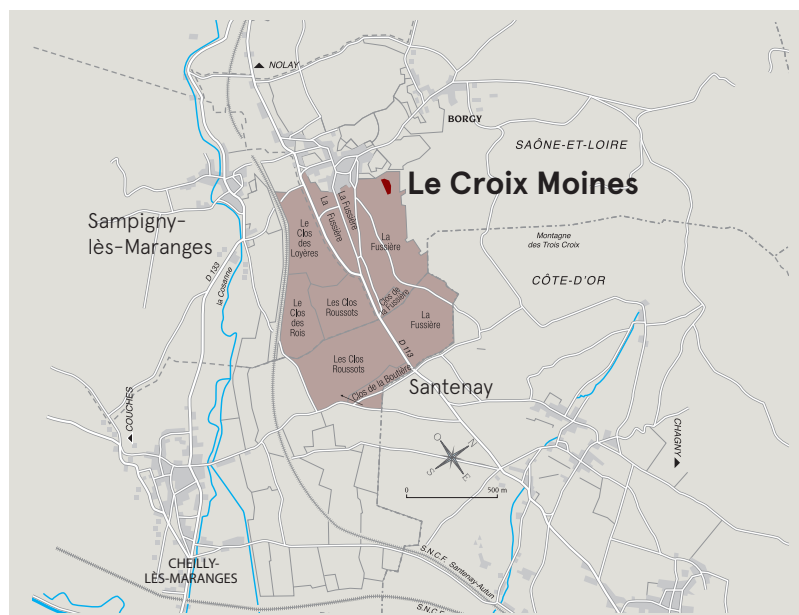 NOLAY
BORGY
SAÔNE-ET-LOIRE
Le Croix Moines
La
Fussière
La Fussière
Sampigny-
lès-Maranges
Le
Clos
des
Loyères
La
Fussière
Montagne
des Trois Croix
D 133
la Cosanne
CÔTE-D'OR
Le
Clos
des
Rois
Les Clos
Roussots
Clos de
la Fussière
La
Fussière
D 113
Les Clos
Roussots
Clos de la Boutière
Santenay
COUCHES
CHAGNY
O
N
S
E
0
500 m
CHEILLY-
LÈS-MARANGES
S.N.C.F. Santenay-Autun
S.N.C.F.